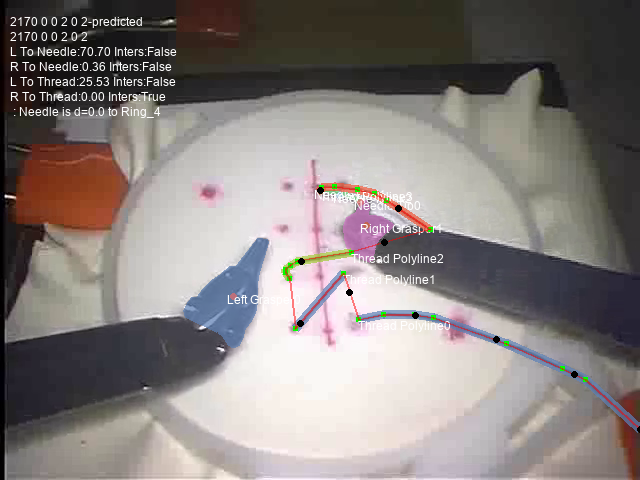 2170 0 0 2 0 2-predicted
2170 0 0 2 0 2
L To Needle:70.70 Inters:False
R To Needle:0.36 Inters:False
L To Thread:25.53 Inters:False
R To Thread:0.00 Inters:True
: Needle is d=0.0 to Ring_4
Right Grasper
Thread Polyline2
Thread Polyline1
Left Grasper
Thread Polyline0